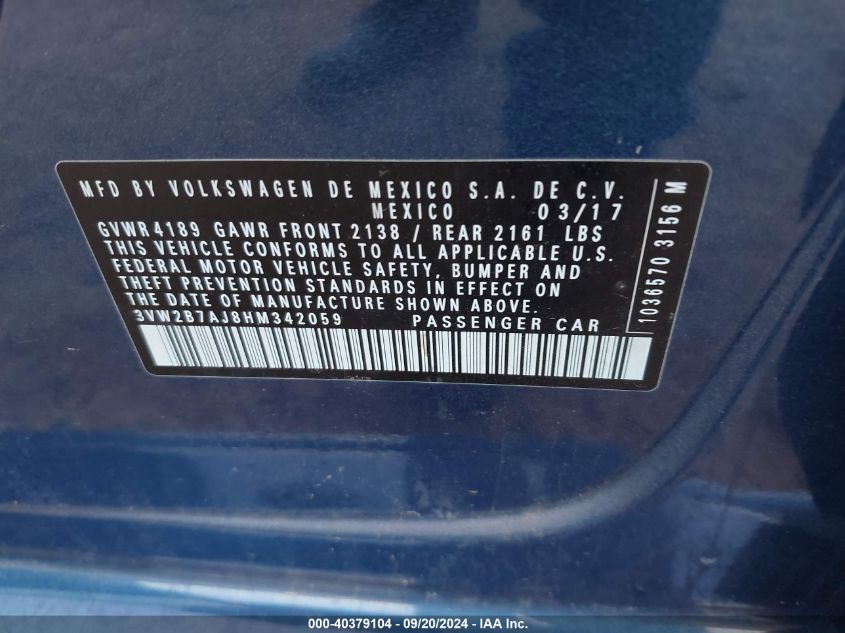 MFD BY VOLKSWAGEN DE MEXICO S.A. DE C.V.
MEXICO 03/17
GVWR 4189 GAWR FRONT 2138 / REAR 2161 LBS
THIS VEHICLE CONFORMS TO ALL APPLICABLE U.S.
FEDERAL MOTOR VEHICLE SAFETY, BUMPER AND
THEFT PREVENTION STANDARDS IN EFFECT ON
THE DATE OF MANUFACTURE SHOWN ABOVE.
3VW2B7AJ8HM342059 PASSENGER CAR
1036570 3156 M
000-40379104 - 09/20/2024 - IAA Inc.